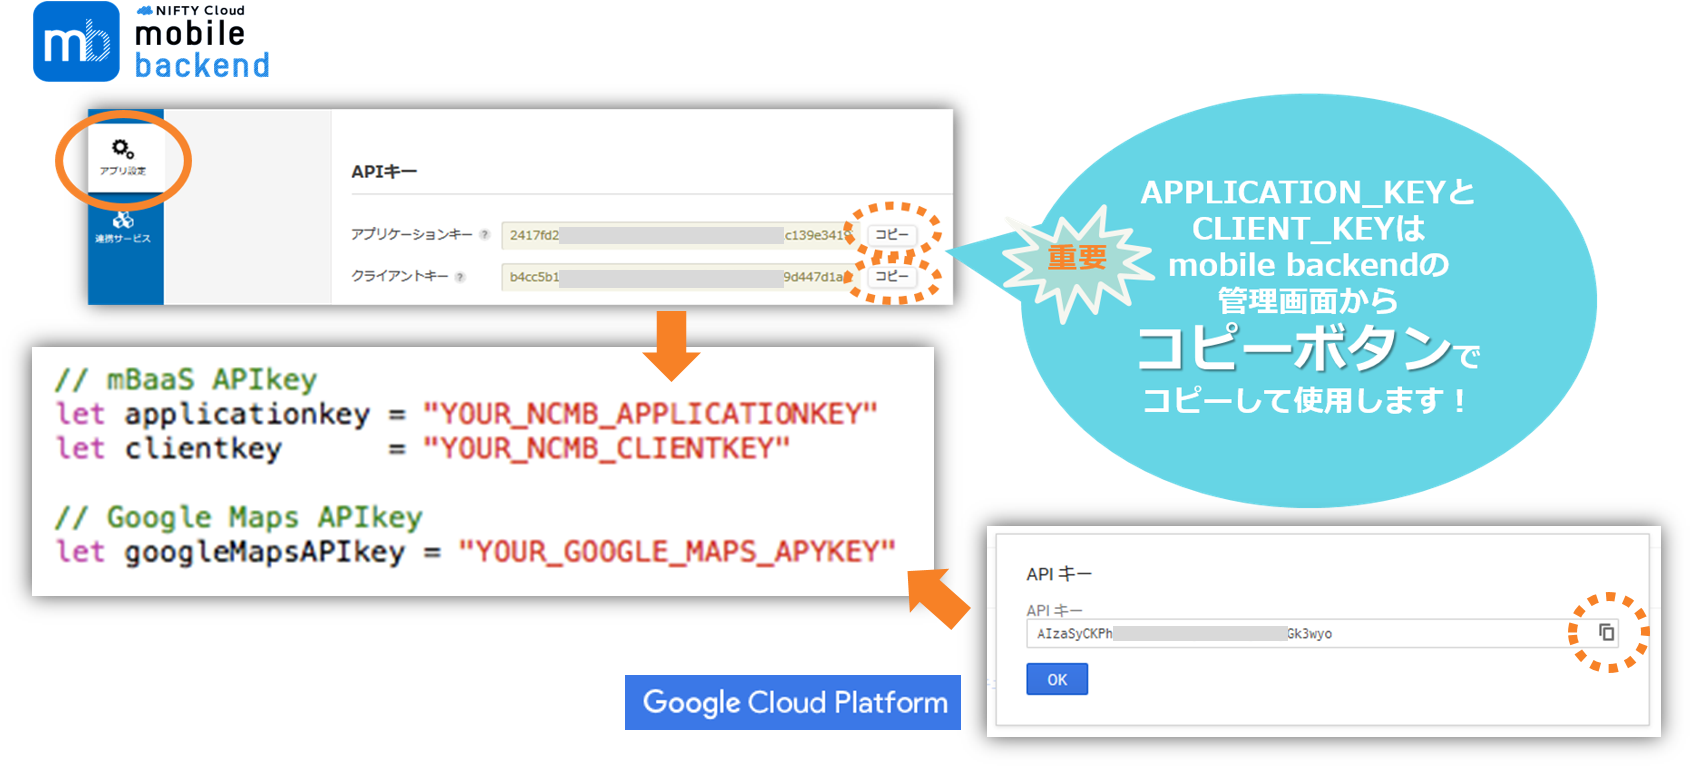 mb
NIFTY Cloud
mobile
backend
アプリ設定
連携サービス
APIキー
アプリケーションキー ?
2417fd2 c139e3419
コピー
クライアントキー ?
b4cc5b1 9d447d1a
コピー
重要
APPLICATION_KEYと
CLIENT_KEYは
mobile backendの
管理画面から
コピーボタンで
コピーして使用します！
// mBaaS APIkey
let applicationkey = "YOUR_NCMB_APPLICATIONKEY"
let clientkey = "YOUR_NCMB_CLIENTKEY"
// Google Maps APIkey
let googleMapsAPIkey = "YOUR_GOOGLE_MAPS_APYKEY"
API キー
API キー
AIzaSyCKPh Gk3wyo
OK
Google Cloud Platform